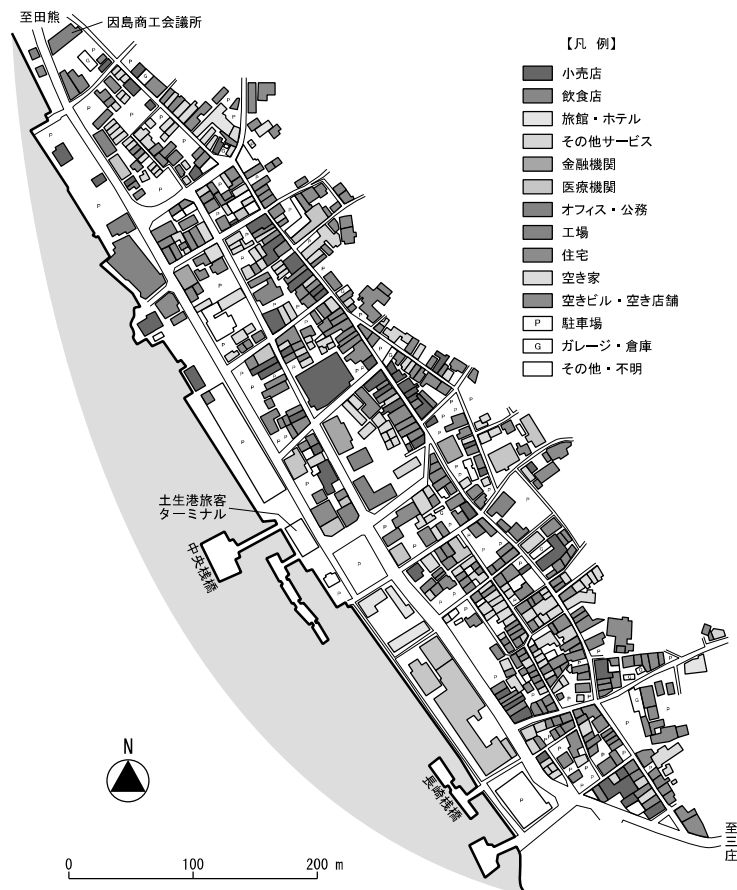 至田熊
因島商工会議所
【凡 例】
小売店
飲食店
旅館・ホテル
その他サービス
金融機関
医療機関
オフィス・公務
工場
住宅
空き家
空きビル・空き店舗
P 駐車場
G ガレージ・倉庫
その他・不明
土生港旅客
ターミナル
中央桟橋
長崎桟橋
至三庄
N
0 100 200 m